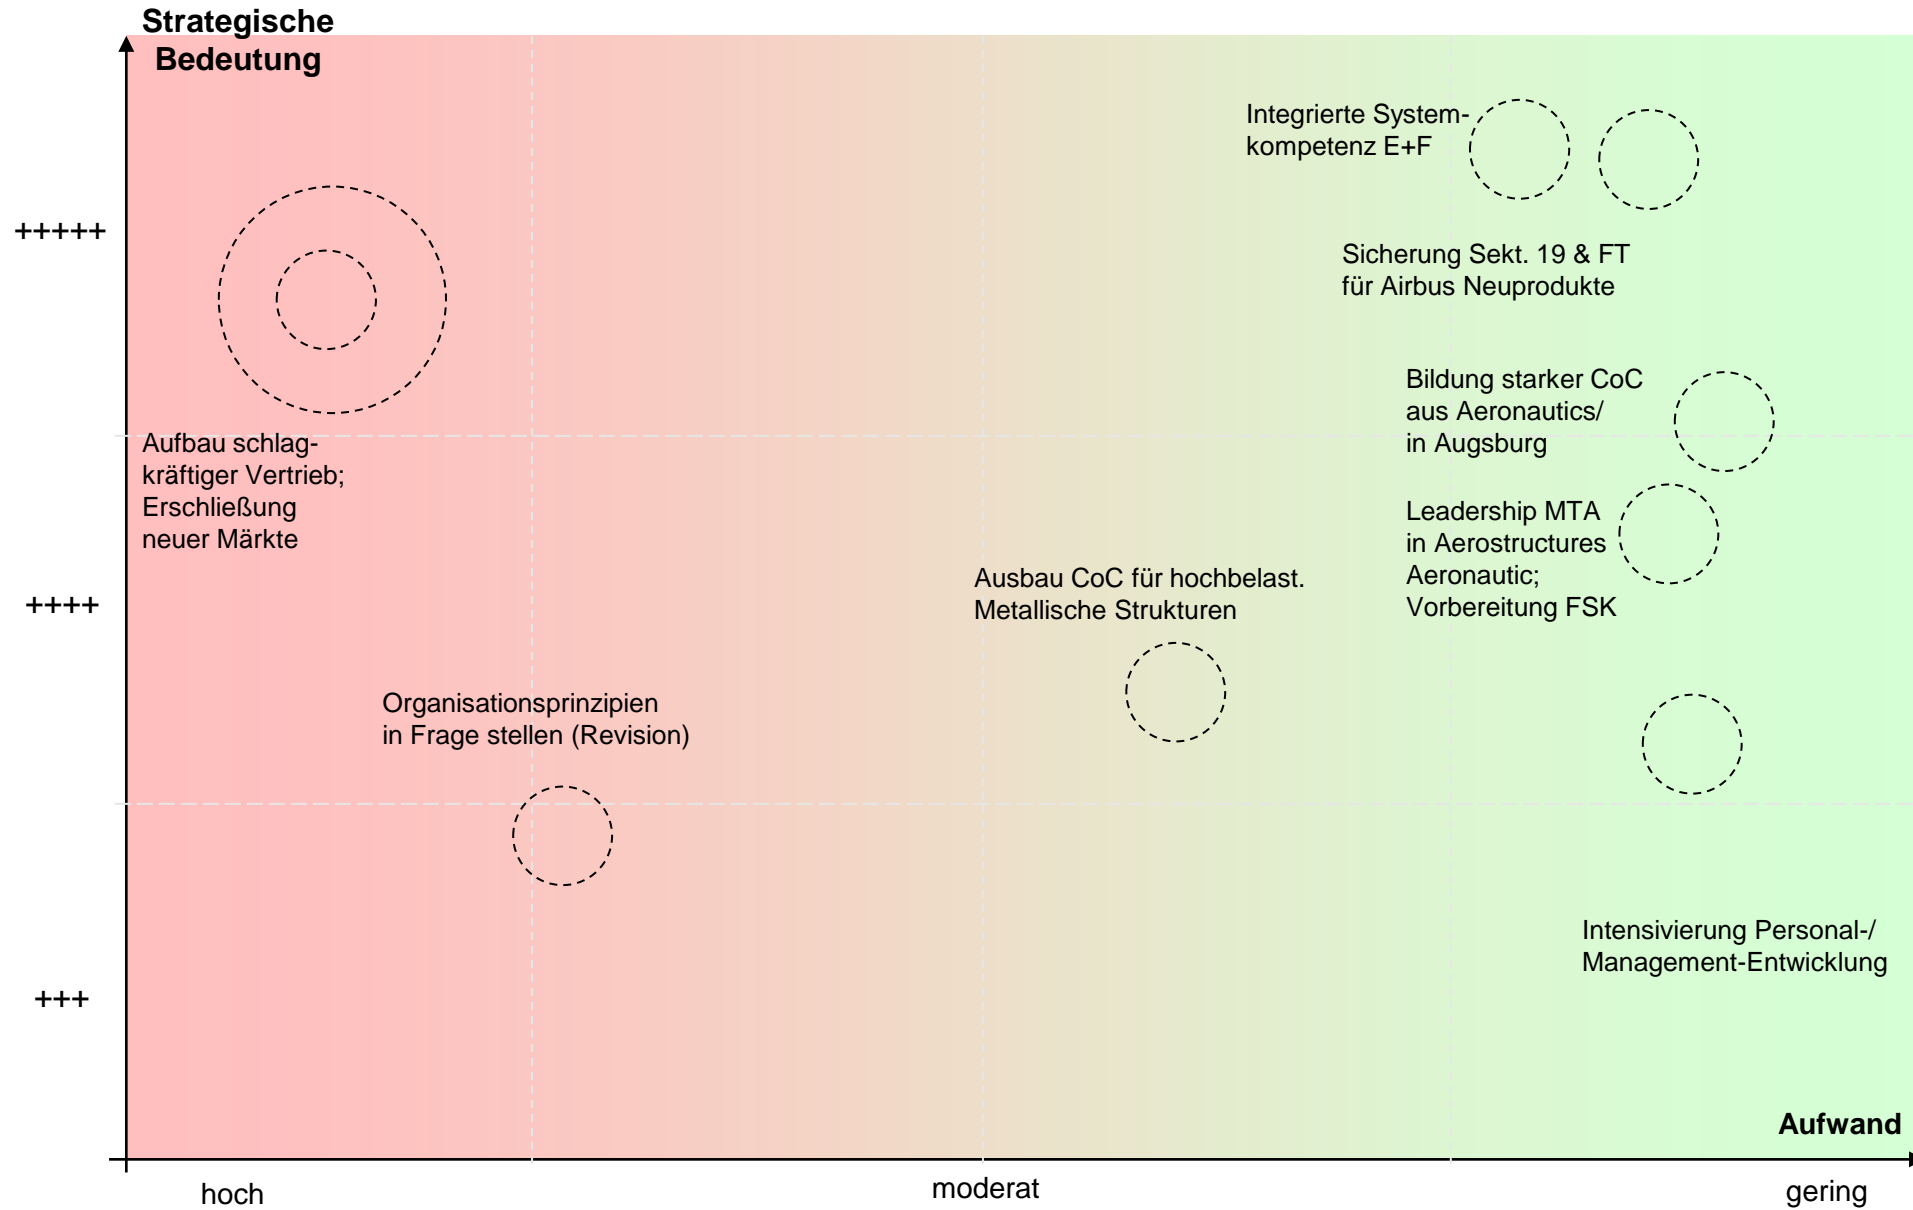 Strategische
Bedeutung
Integrierte System-
kompetenz E+F
+++++
Sicherung Sekt. 19 & FT
für Airbus Neuprodukte
Bildung starker CoC
aus Aeronautics/
in Augsburg
Aufbau schlag-
kräftiger Vertrieb;
Erschließung
neuer Märkte
Leadership MTA
in Aerostructures
Aeronautic;
Vorbereitung FSK
Ausbau CoC für hochbelast.
Metallische Strukturen
++++
Organisationsprinzipien
in Frage stellen (Revision)
Intensivierung Personal-/
Management-Entwicklung
+++
Aufwand
hoch
moderat
gering